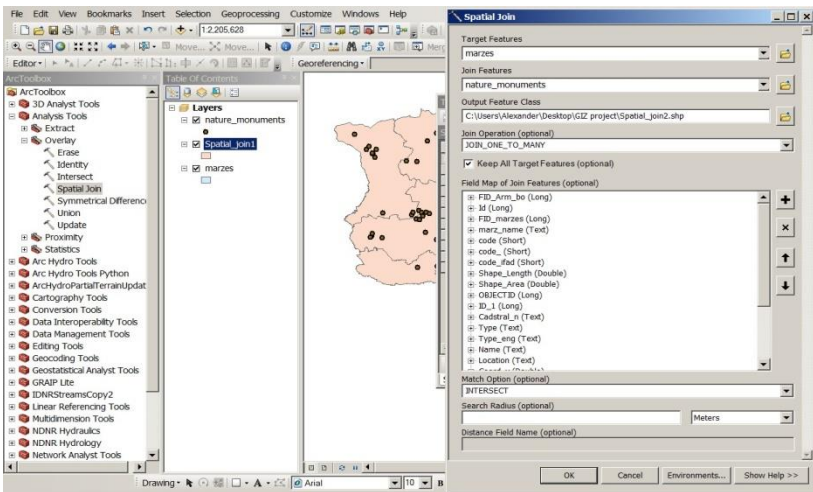 File Edit View Bookmarks Insert Selection Geoprocessing Customize Windows Help
1:2,205,628
Move... Move... Merg
Editor Georeferencing
ArcToolbox
ArcToolbox
3D Analyst Tools
Analysis Tools
Extract
Overlay
Erase
Identity
Intersect
Spatial Join
Symmetrical Differenc
Union
Update
Proximity
Statistics
Arc Hydro Tools
Arc Hydro Tools Python
ArcHydroPartialTerrainUpdat
Cartography Tools
Conversion Tools
Data Interoperability Tools
Data Management Tools
Editing Tools
Geocoding Tools
Geostatistical Analyst Tools
GRAIP Lite
IDNRStreamsCopy2
Linear Referencing Tools
Multidimension Tools
NDNR Hydraulics
NDNR Hydrology
Network Analyst Tools
Table Of Contents
Layers
nature_monuments
Spatial_join1
marzes
Drawing A Arial 10 B
Spatial Join
Target Features
marzes
Join Features
nature_monuments
Output Feature Class
C:\Users\Alexander\Desktop\GIZ project\Spatial_join2.shp
Join Operation (optional)
JOIN_ONE_TO_MANY
Keep All Target Features (optional)
Field Map of Join Features (optional)
FID_Arm_bo (Long)
Id (Long)
FID_marzes (Long)
marz_name (Text)
code (Short)
code_ (Short)
code_ifad (Short)
Shape_Length (Double)
Shape_Area (Double)
OBJECTID (Long)
ID_1 (Long)
Cadstral_n (Text)
Type (Text)
Type_eng (Text)
Name (Text)
Location (Text)
Match Option (optional)
INTERSECT
Search Radius (optional)
Meters
Distance Field Name (optional)
OK Cancel Environments... Show Help >>